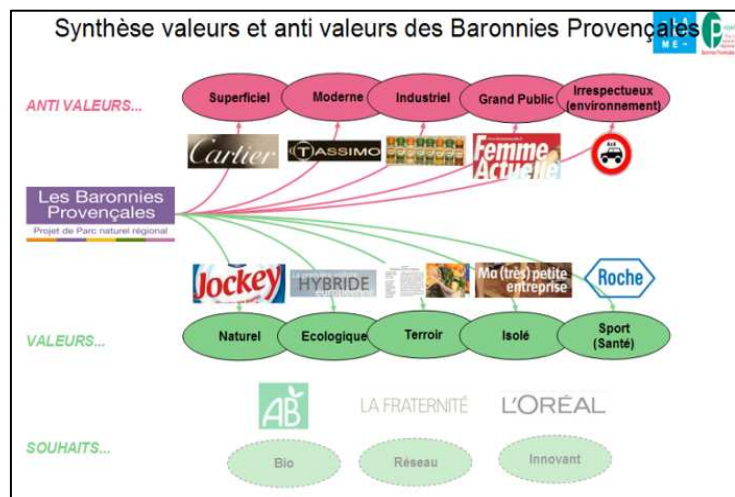 Synthèse valeurs et anti valeurs des Baronnies Provençales
ANTI VALEURS...
Superficiel
Moderne
Industriel
Grand Public
Irrespectueux
(environnement)
Cartier
TASSIMO
Femme
Actuelle
4x4
Les Baronnies
Provençales
Projet de Parc naturel régional
Jockey
HYBRIDE
Ma (très) petite
entreprise
Roche
VALEURS...
Naturel
Ecologique
Terroir
Isolé
Sport
(Santé)
AB
LA FRATERNITÉ
L'ORÉAL
SOUHAITS...
Bio
Réseau
Innovant